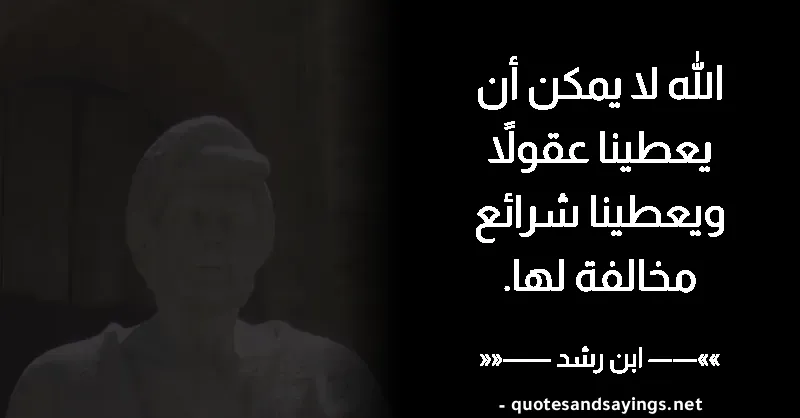 الله لا يمكن أن
يعطينا عقولًا
ويعطينا شرائع
مخالفة لها.
»»—— ابن رشد ——««
- quotesandsayings.net